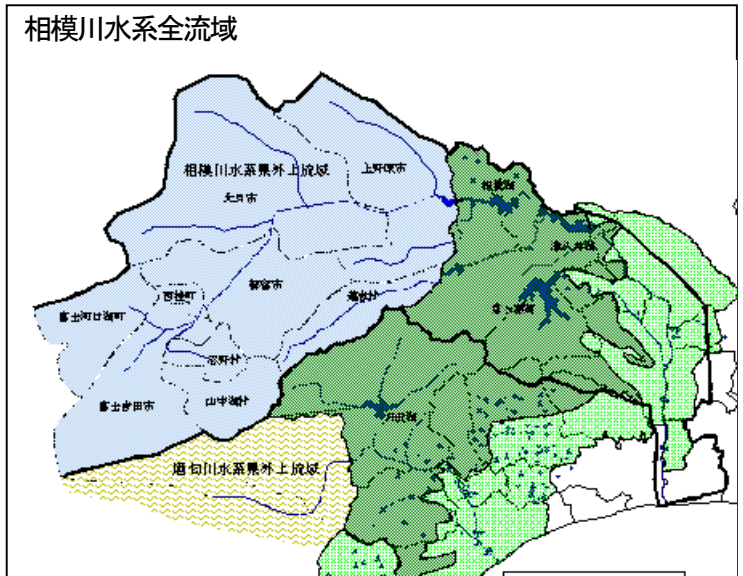 相模川水系全流域
相模川水系県外上流域
上野原市
大月市
相模湖
津久井湖
西桂町
都留市
道志村
宮ヶ瀬湖
富士河口湖町
忍野村
富士吉田市
山中湖村
丹沢湖
酒匂川水系県外上流域